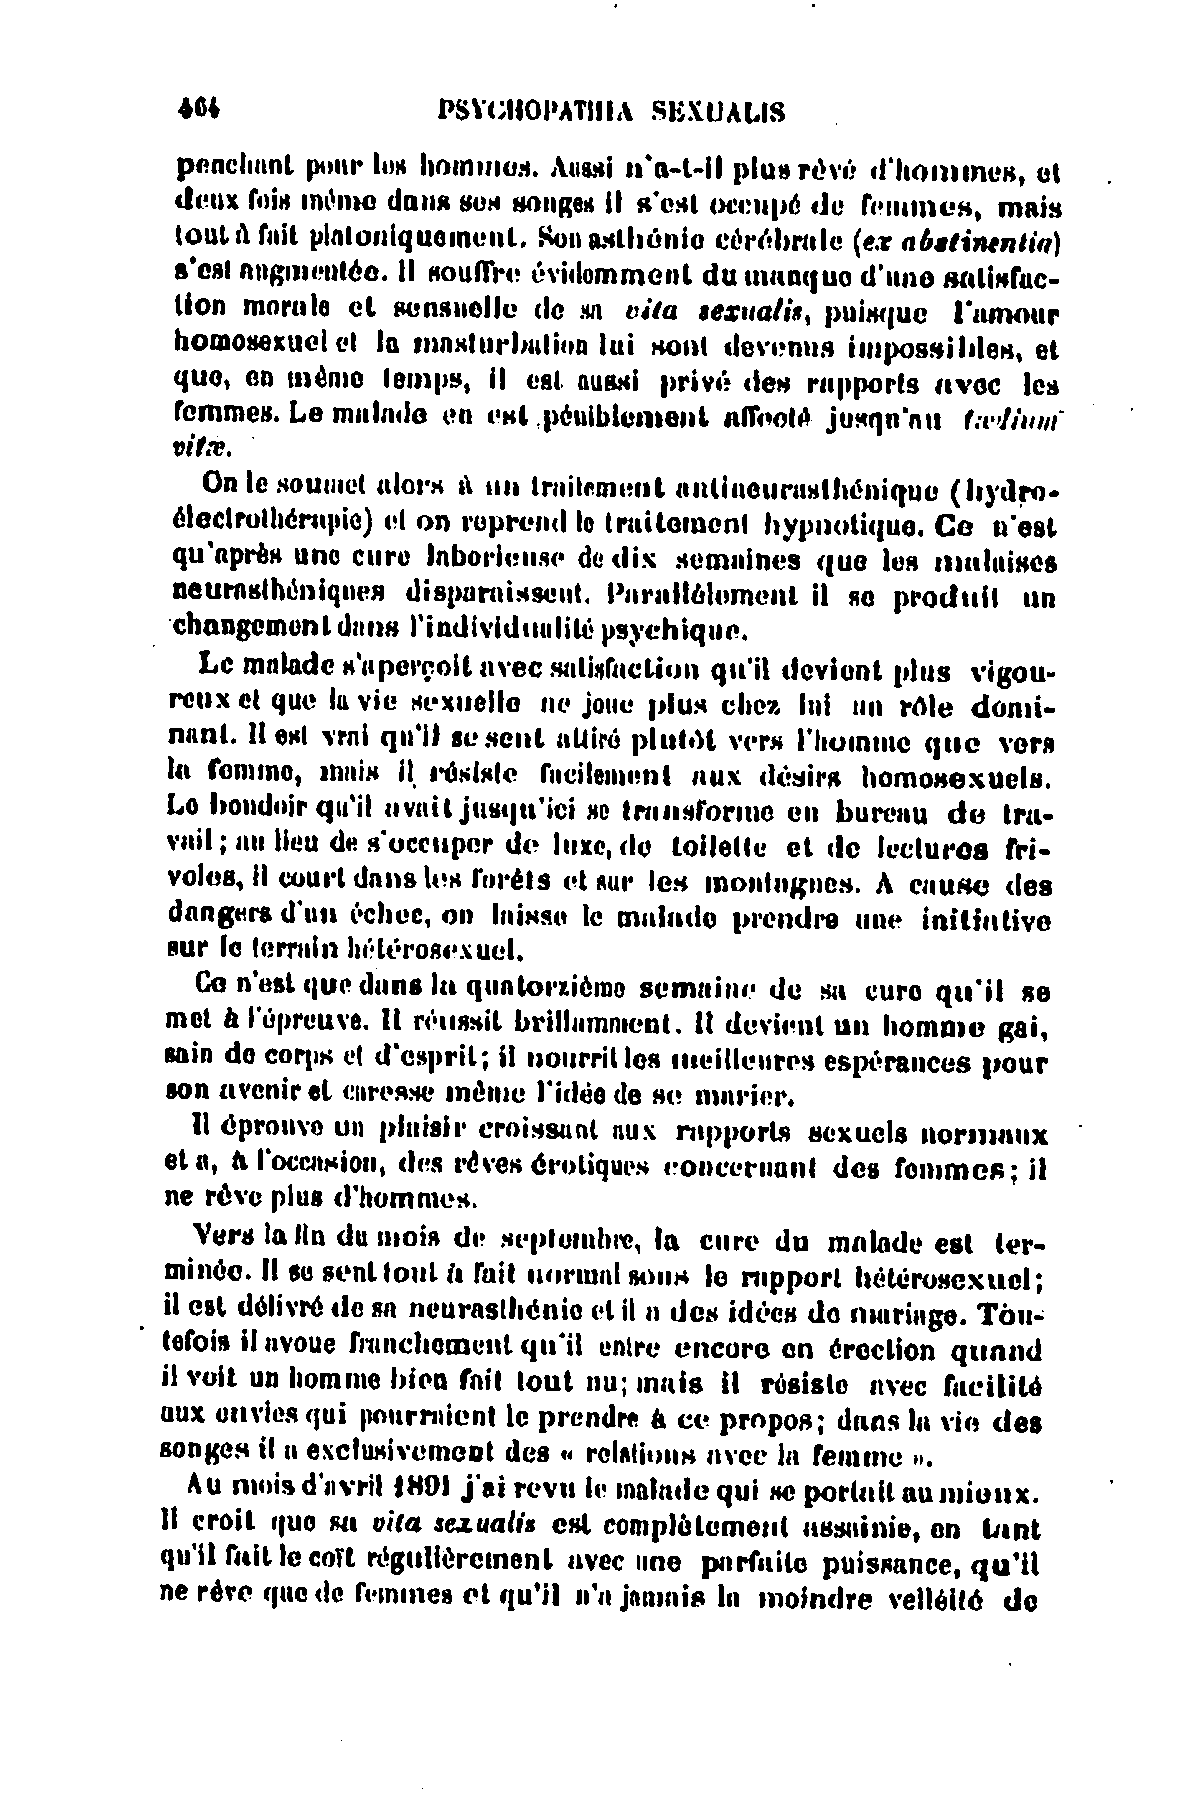 464 PSYCHOPATHIA SEXUALIS
penchant pour les hommes. Aussi n'a-t-il plus rêvé d'hommes, et
deux fois même dans ses songes il s'est occupé de femmes, mais
tout à fait platoniquement. Son asthénie cérébrale (ex abstinentia)
s'est augmentée. Il souffre évidemment du manque d'une satisfac-
tion morale et sensuelle de sa vita sexualis, puisque l'amour
homosexuel et la masturbation lui sont devenus impossibles, et
que, en même temps, il est aussi privé des rapports avec les
femmes. Le malade en est péniblement affecté jusqu'au tædium
vitæ.
On le soumet alors à un traitement antineurasthénique (hydro-
électrothérapie) et on reprend le traitement hypnotique. Ce n'est
qu'après une cure laborieuse de dix semaines que les malaises
neurasthéniques disparaissent. Parallèlement il se produit un
changement dans l'individualité psychique.
Le malade s'aperçoit avec satisfaction qu'il devient plus vigou-
reux et que la vie sexuelle ne joue plus chez lui un rôle domi-
nant. Il est vrai qu'il se sent attiré plutôt vers l'homme que vers
la femme, mais il résiste facilement aux désirs homosexuels.
Le boudoir qu'il avait jusqu'ici se transforme en bureau de tra-
vail ; au lieu de s'occuper de luxe, de toilette et de lectures fri-
voles, il court dans les forêts et sur les montagnes. A cause des
dangers d'un échec, on laisse le malade prendre une initiative
sur le terrain hétérosexuel.
Ce n'est que dans la quatorzième semaine de sa cure qu'il se
met à l'épreuve. Il réussit brillamment. Il devient un homme gai,
sain de corps et d'esprit ; il nourrit les meilleures espérances pour
son avenir et caresse même l'idée de se marier.
Il éprouve un plaisir croissant aux rapports sexuels normaux
et a, à l'occasion, des rêves érotiques concernant des femmes ; il
ne rêve plus d'hommes.
Vers la fin du mois de septembre, la cure du malade est ter-
minée. Il se sent tout à fait normal sous le rapport hétérosexuel ;
il est délivré de sa neurasthénie et il a des idées de mariage. Tou-
tefois il avoue franchement qu'il entre encore en érection quand
il voit un homme bien fait tout nu ; mais il résiste avec facilité
aux envies qui pourraient le prendre à ce propos ; dans la vie des
songes il a exclusivement des « relations avec la femme ».
Au mois d'avril 1891 j'ai revu le malade qui se portait au mieux.
Il croit que sa vita sexualis est complètement assainie, en tant
qu'il fait le coït régulièrement avec une parfaite puissance, qu'il
ne rêve que de femmes et qu'il n'a jamais la moindre velléité de